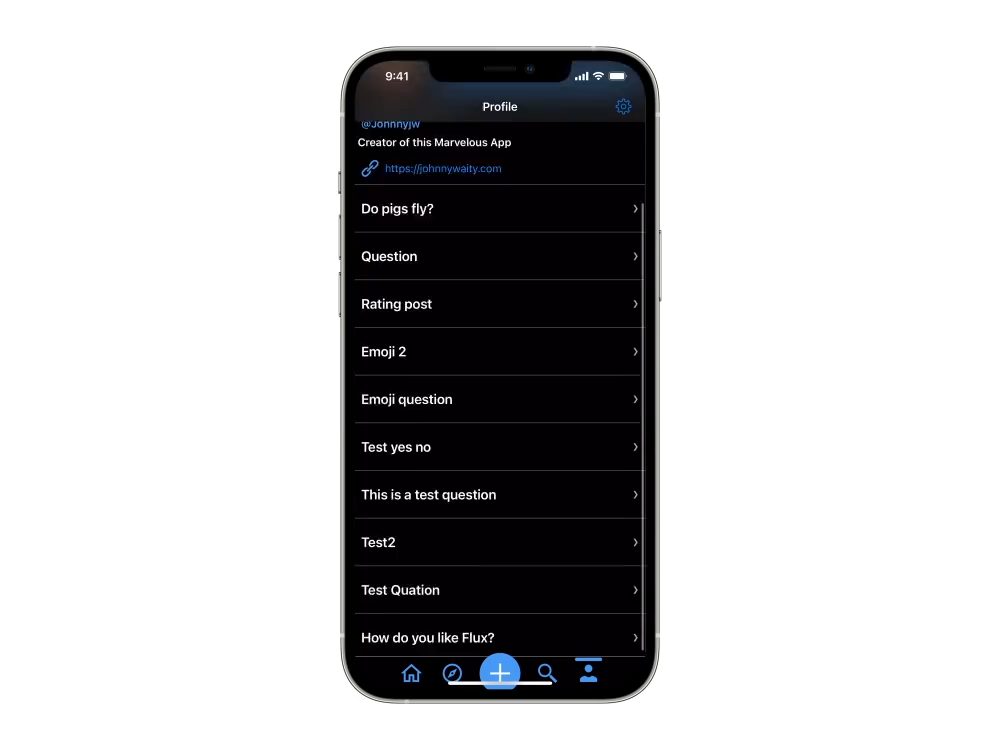 9:41
Profile
@Johnnyjw
Creator of this Marvelous App
https://johnnywaity.com
Do pigs fly?
Question
Rating post
Emoji 2
Emoji question
Test yes no
This is a test question
Test2
Test Quation
How do you like Flux?